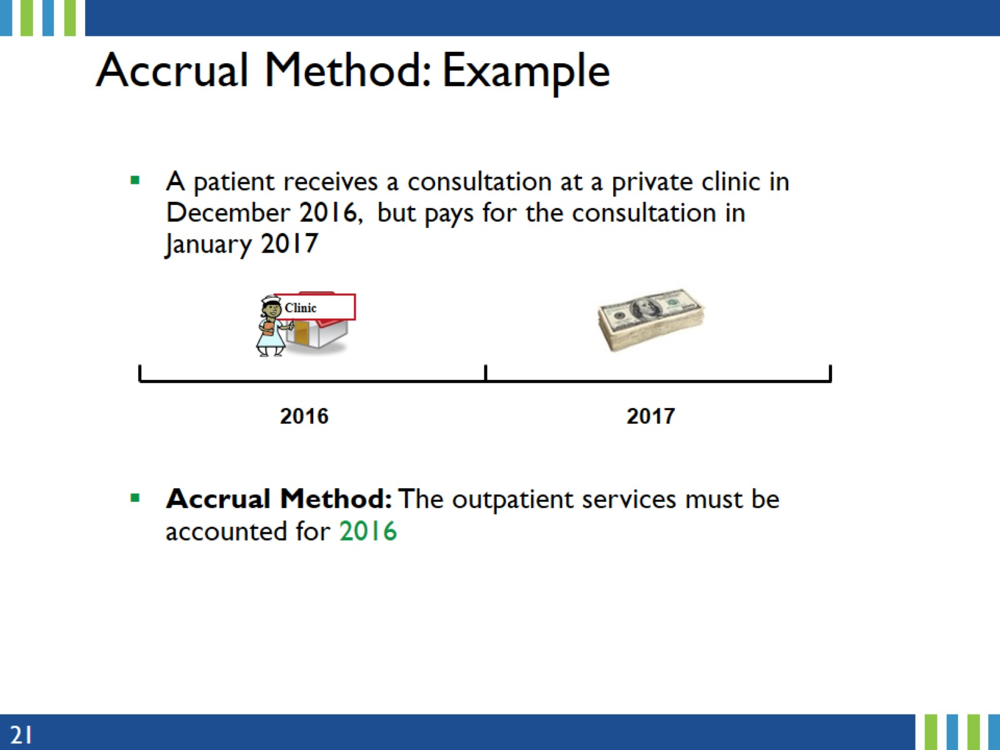 Accrual Method: Example
▪ A patient receives a consultation at a private clinic in
December 2016, but pays for the consultation in
January 2017
Clinic
2016 2017
▪ Accrual Method: The outpatient services must be
accounted for 2016
21